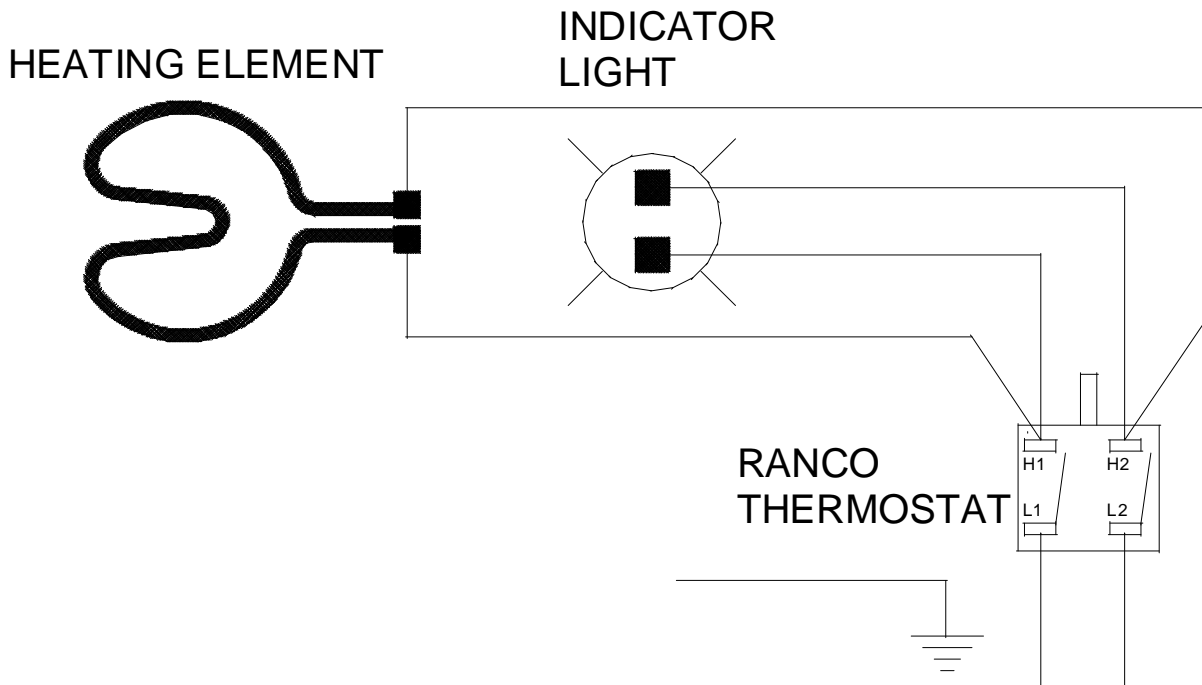 INDICATOR
LIGHT
HEATING ELEMENT
RANCO
THERMOSTAT
H1
H2
L1
L2